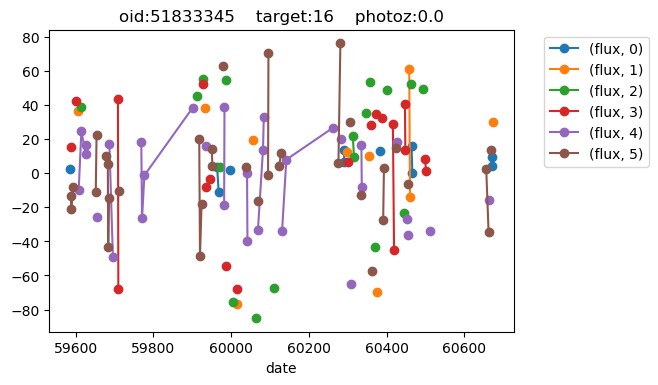 oid:51833345    target:16    photoz:0.0
80
60
40
20
0
−20
−40
−60
−80
59600
59800
60000
60200
60400
60600
date
(flux, 0)
(flux, 1)
(flux, 2)
(flux, 3)
(flux, 4)
(flux, 5)